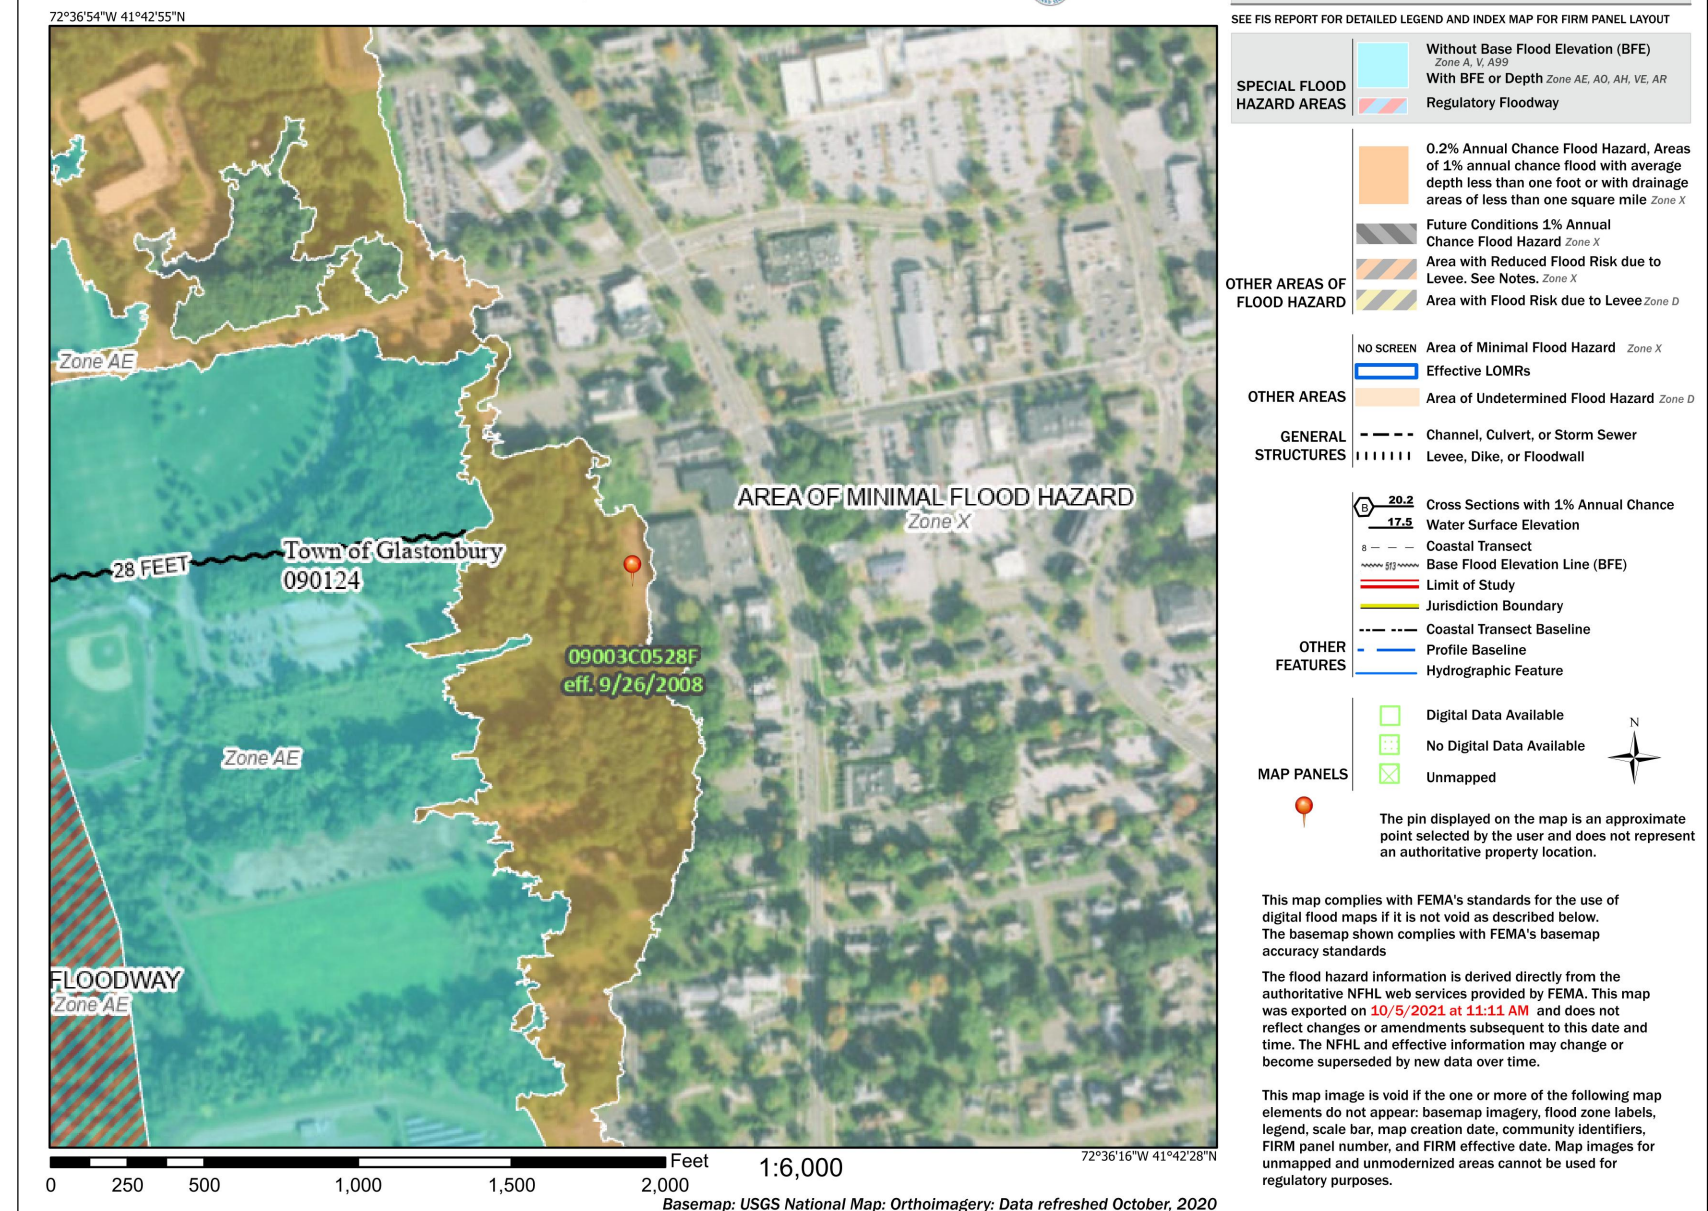 72°36'54"W 41°42'55"N
SEE FIS REPORT FOR DETAILED LEGEND AND INDEX MAP FOR FIRM PANEL LAYOUT
SPECIAL FLOOD
HAZARD AREAS
Without Base Flood Elevation (BFE)
Zone A, V, A99
With BFE or Depth Zone AE, AO, AH, VE, AR
Regulatory Floodway
OTHER AREAS OF
FLOOD HAZARD
0.2% Annual Chance Flood Hazard, Areas
of 1% annual chance flood with average
depth less than one foot or with drainage
areas of less than one square mile Zone X
Future Conditions 1% Annual
Chance Flood Hazard Zone X
Area with Reduced Flood Risk due to
Levee. See Notes. Zone X
Area with Flood Risk due to Levee Zone D
OTHER AREAS
NO SCREEN Area of Minimal Flood Hazard Zone X
Effective LOMRs
Area of Undetermined Flood Hazard Zone D
GENERAL
STRUCTURES
Channel, Culvert, or Storm Sewer
Levee, Dike, or Floodwall
OTHER
FEATURES
B 20.2 Cross Sections with 1% Annual Chance
17.5 Water Surface Elevation
8 Coastal Transect
513 Base Flood Elevation Line (BFE)
Limit of Study
Jurisdiction Boundary
Coastal Transect Baseline
Profile Baseline
Hydrographic Feature
MAP PANELS
Digital Data Available
No Digital Data Available
Unmapped
N
The pin displayed on the map is an approximate
point selected by the user and does not represent
an authoritative property location.
This map complies with FEMA's standards for the use of
digital flood maps if it is not void as described below.
The basemap shown complies with FEMA's basemap
accuracy standards
The flood hazard information is derived directly from the
authoritative NFHL web services provided by FEMA. This map
was exported on 10/5/2021 at 11:11 AM and does not
reflect changes or amendments subsequent to this date and
time. The NFHL and effective information may change or
become superseded by new data over time.
This map image is void if the one or more of the following map
elements do not appear: basemap imagery, flood zone labels,
legend, scale bar, map creation date, community identifiers,
FIRM panel number, and FIRM effective date. Map images for
unmapped and unmodernized areas cannot be used for
regulatory purposes.
Zone AE
AREA OF MINIMAL FLOOD HAZARD
Zone X
28 FEET
Town of Glastonbury
090124
09003C0528F
eff. 9/26/2008
Zone AE
FLOODWAY
Zone AE
72°36'16"W 41°42'28"N
Feet
1:6,000
0 250 500 1,000 1,500 2,000
Basemap: USGS National Map: Orthoimagery: Data refreshed October, 2020